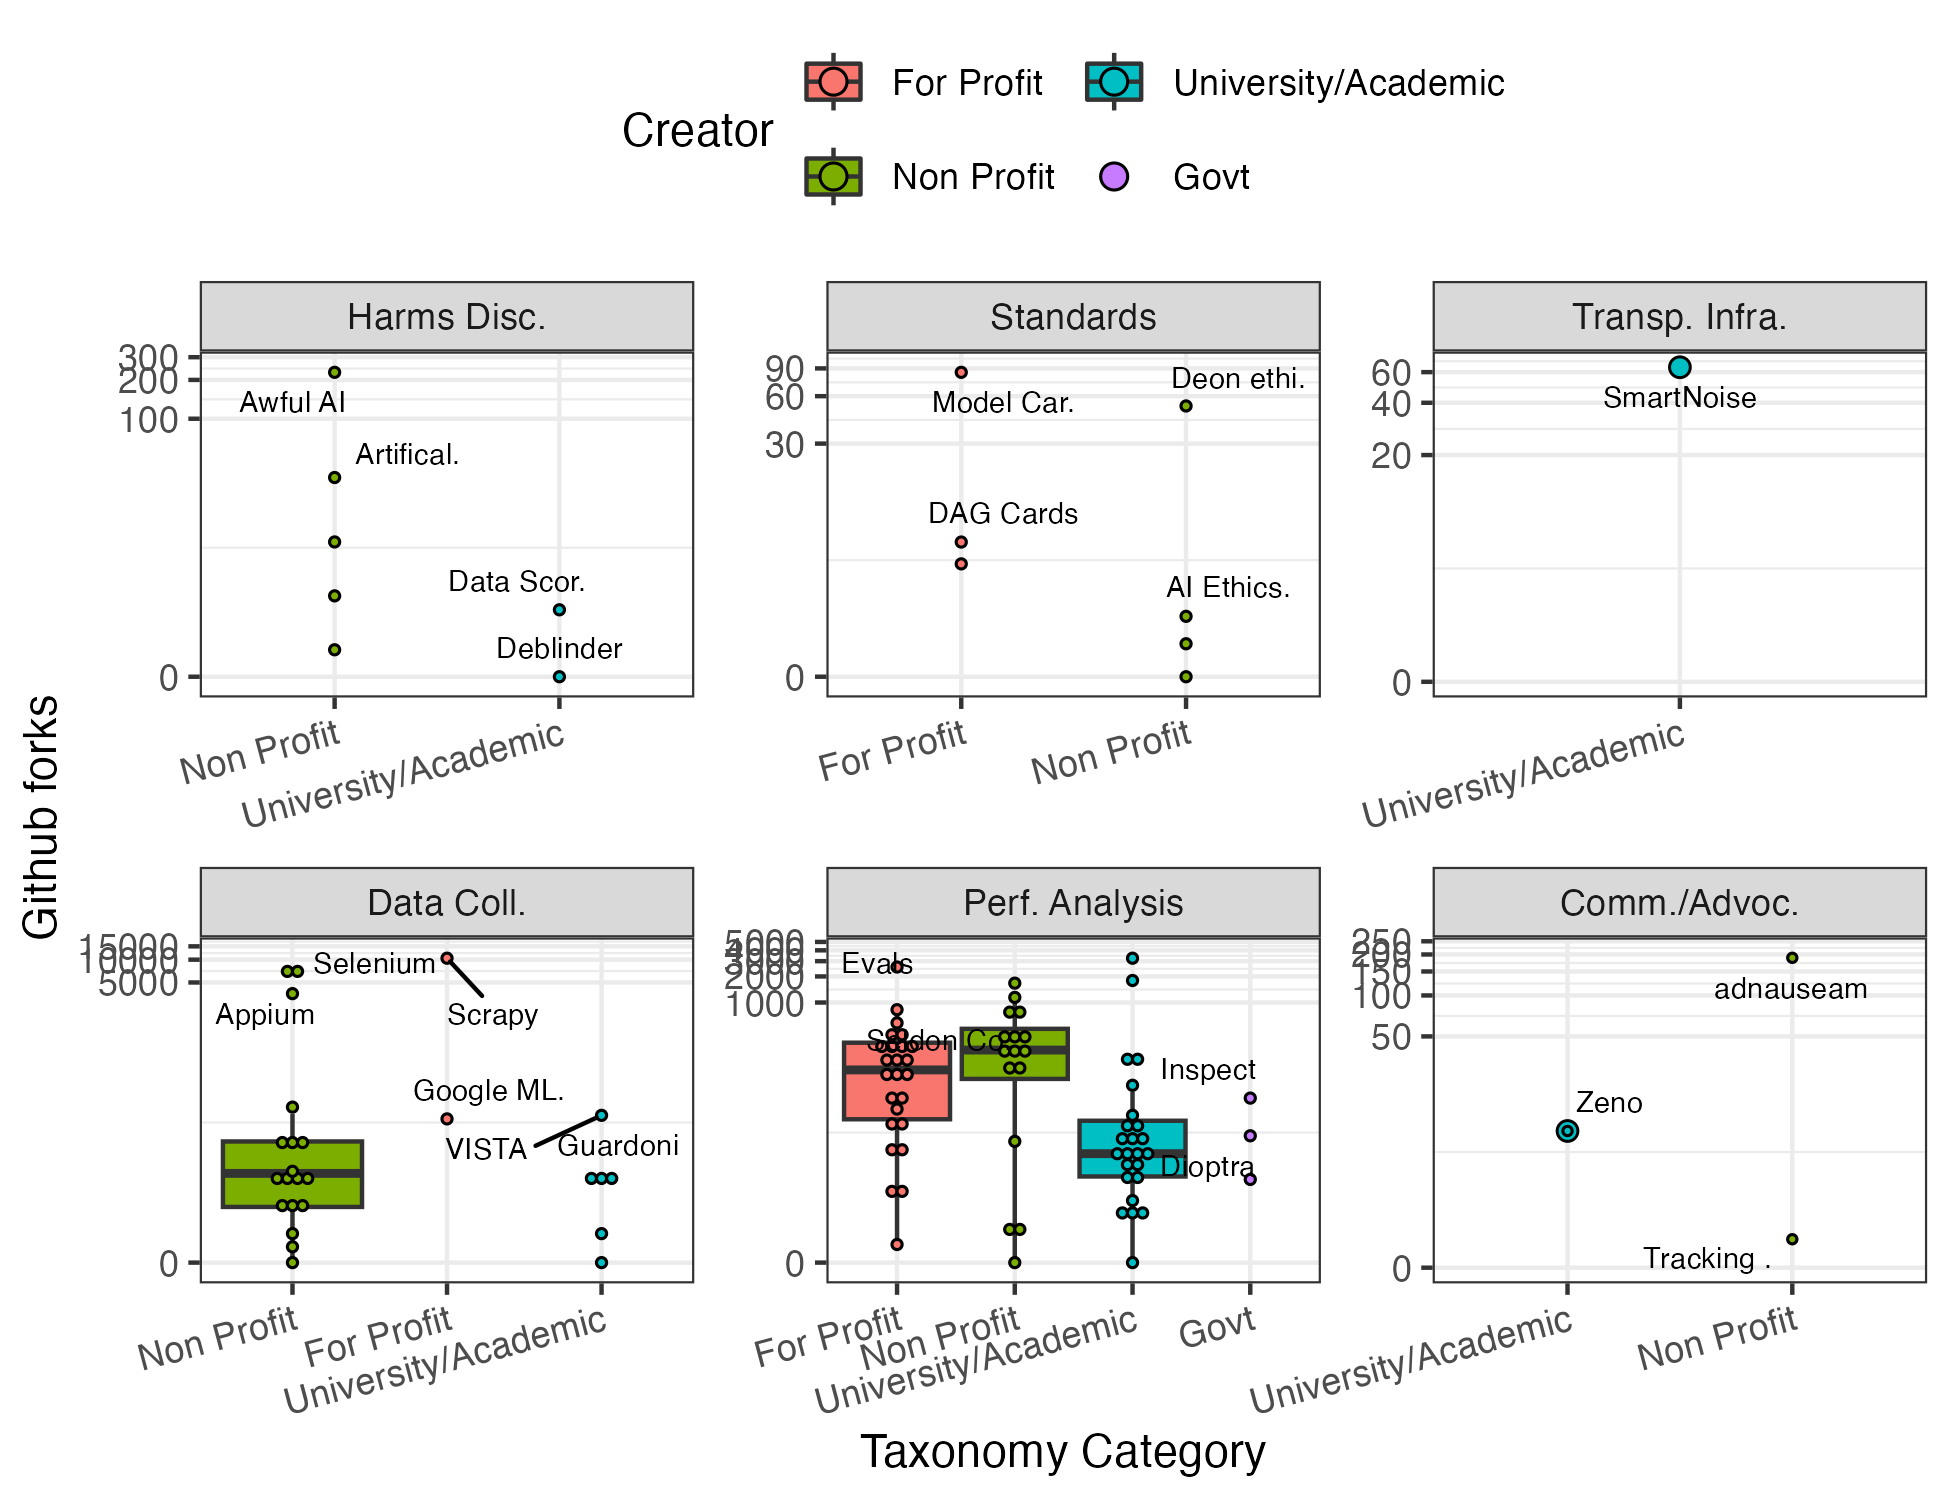 Creator
For Profit
University/Academic
Non Profit
Govt
Github forks
Harms Disc.
300
200
100
0
Awful AI
Artifical.
Data Scor.
Deblinder
Non Profit
University/Academic
Standards
90
60
30
0
Model Car.
Deon ethi.
DAG Cards
AI Ethics.
For Profit
Non Profit
Transp. Infra.
60
40
20
0
SmartNoise
University/Academic
Data Coll.
15000
10000
5000
0
Selenium
Appium
Scrapy
Google ML.
VISTA
Guardoni
Non Profit
For Profit
University/Academic
Perf. Analysis
5000
4000
3000
2000
1000
0
Evals
Inspect
Dioptra
For Profit
Non Profit
University/Academic
Govt
Comm./Advoc.
250
200
150
100
50
0
adnauseam
Zeno
Tracking .
University/Academic
Non Profit
Taxonomy Category